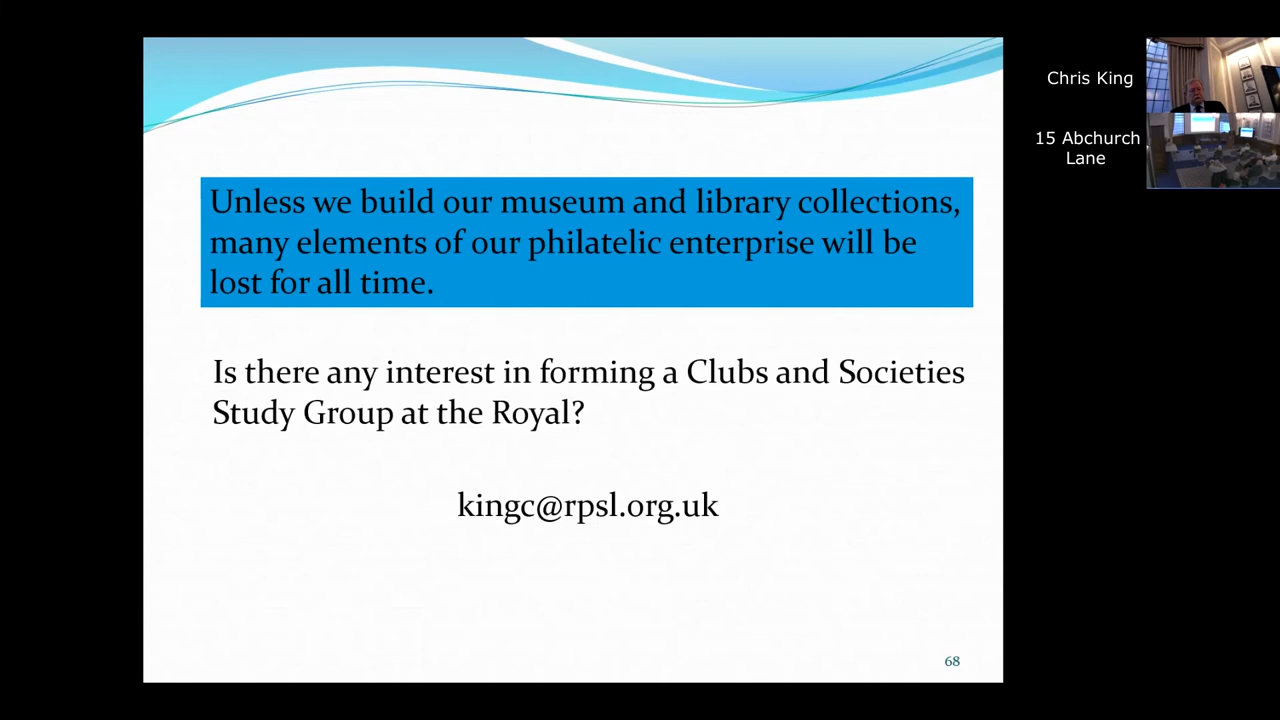 Unless we build our museum and library collections,
many elements of our philatelic enterprise will be
lost for all time.
Is there any interest in forming a Clubs and Societies
Study Group at the Royal?
kingc@rpsl.org.uk
68
Chris King
15 Abchurch
Lane